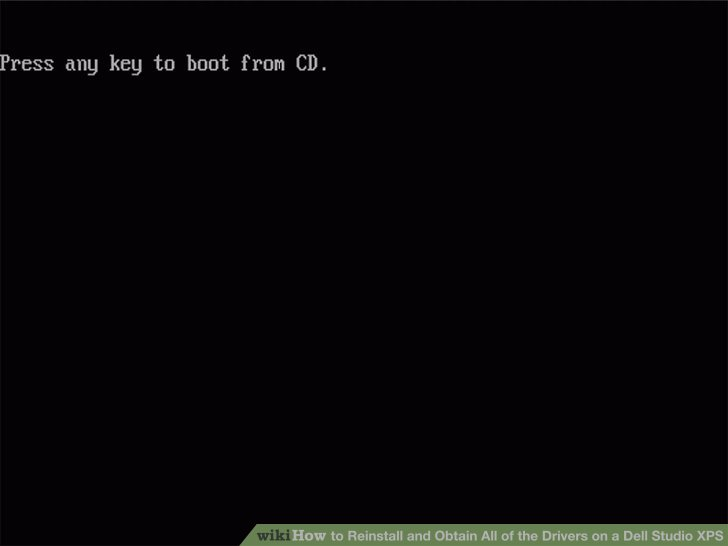 Press any key to boot from CD.
wikiHow to Reinstall and Obtain All of the Drivers on a Dell Studio XPS